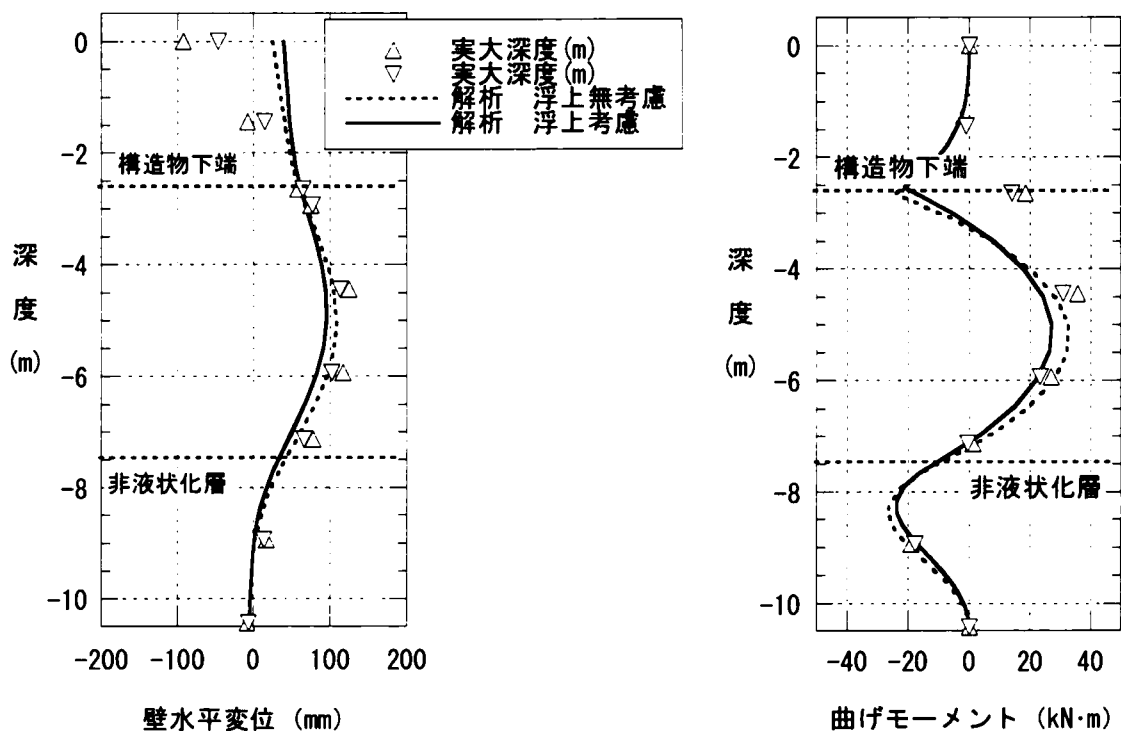 実大深度(m)
実大深度(m)
解析 浮上無考慮
解析 浮上考慮
0
-2
-4
-6
-8
-10
深
度
(m)
構造物下端
非液状化層
-200
-100
0
100
200
壁水平変位 (mm)
0
-2
-4
-6
-8
-10
深
度
(m)
構造物下端
非液状化層
-40
-20
0
20
40
曲げモーメント (kN·m)